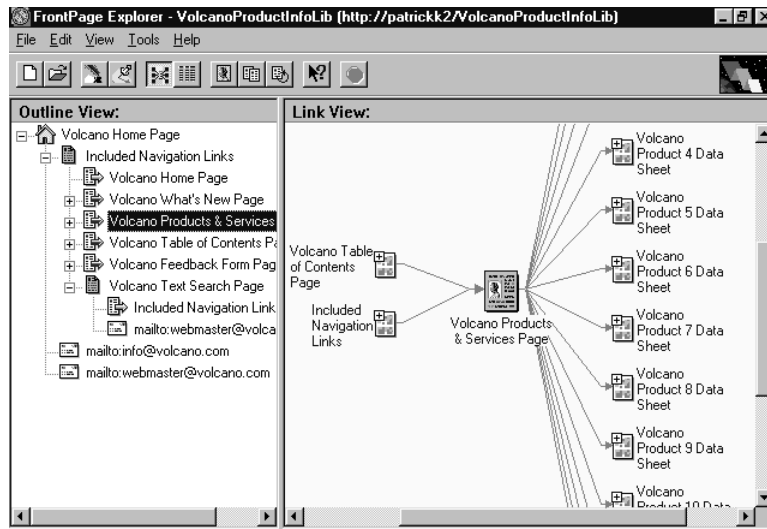 FrontPage Explorer - VolcanoProductInfoLib (http://patrickk2/VolcanoProductInfoLib)
File Edit View Tools Help
Outline View:
Volcano Home Page
Included Navigation Links
Volcano Home Page
Volcano What's New Page
Volcano Products & Services
Volcano Table of Contents Pa
Volcano Feedback Form Pag
Volcano Text Search Page
Included Navigation Link
mailto:webmaster@volca
mailto:info@volcano.com
mailto:webmaster@volcano.com
Link View:
Volcano Table
of Contents
Page
Included
Navigation
Links
Volcano Products
& Services Page
Volcano
Product 4 Data
Sheet
Volcano
Product 5 Data
Sheet
Volcano
Product 6 Data
Sheet
Volcano
Product 7 Data
Sheet
Volcano
Product 8 Data
Sheet
Volcano
Product 9 Data
Sheet
Volcano
Product 10 Data